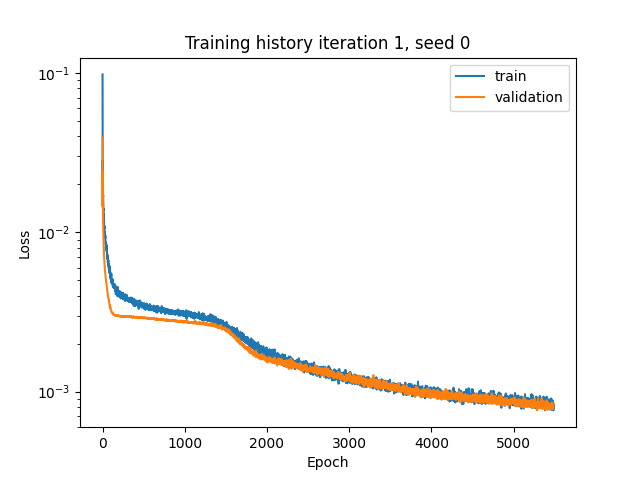 Training history iteration 1, seed 0
train
validation
10⁻¹
10⁻²
10⁻³
Loss
0 1000 2000 3000 4000 5000
Epoch